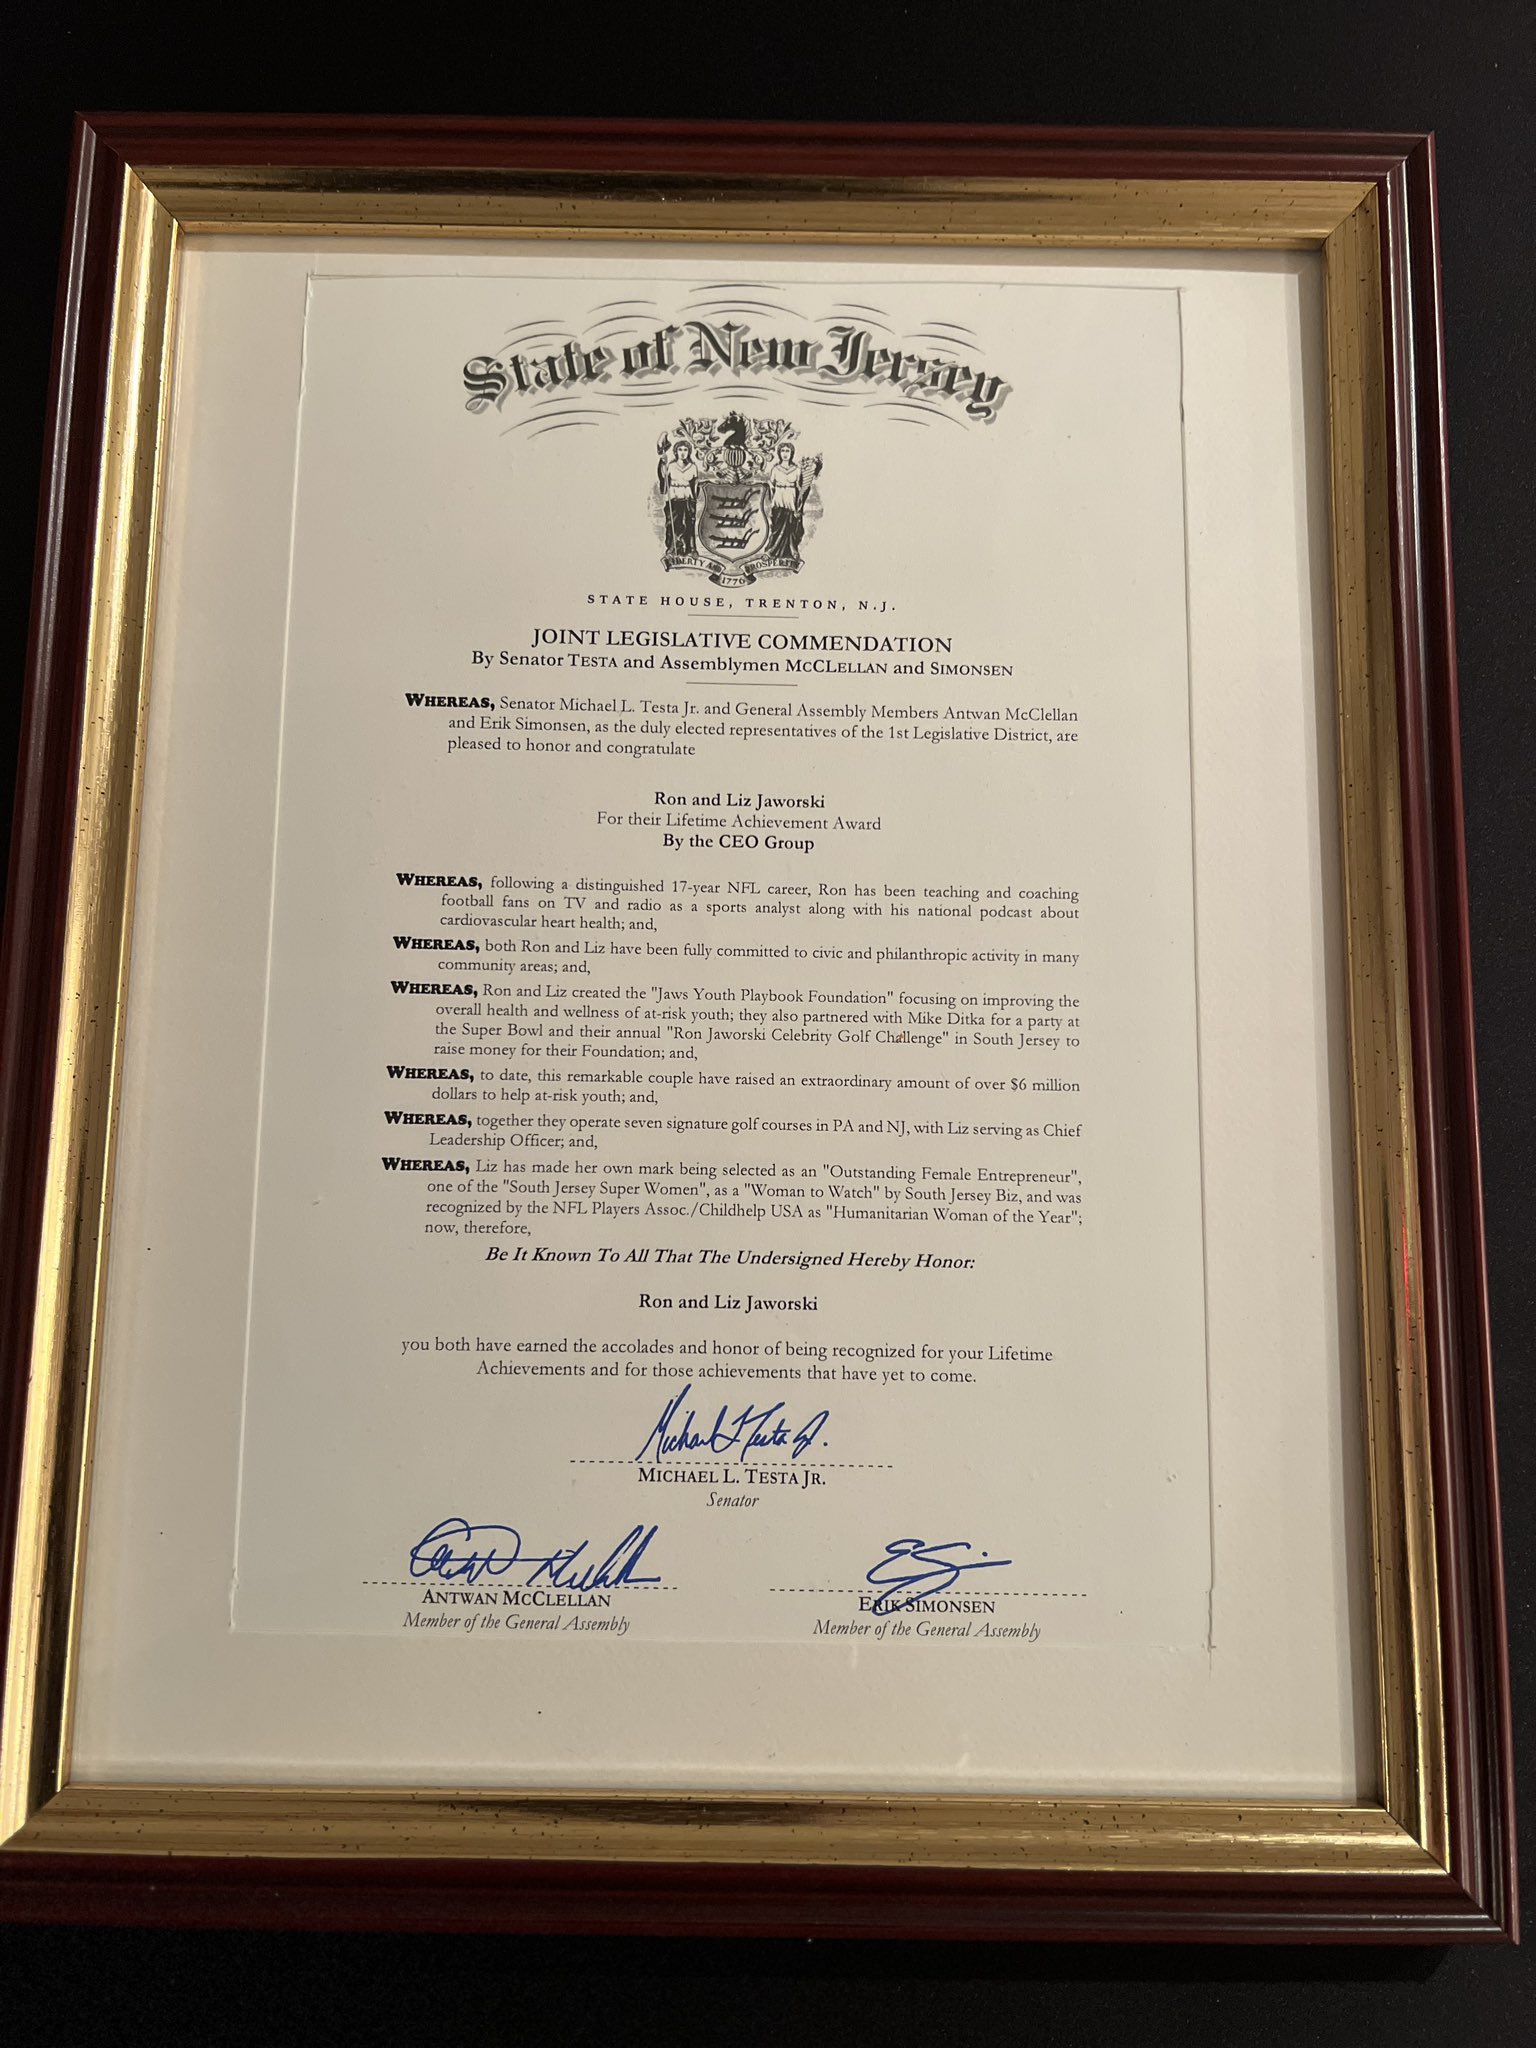 State of New Jersey
LIBERTY AND PROSPERITY
1776
STATE HOUSE, TRENTON, N.J.
JOINT LEGISLATIVE COMMENDATION
By Senator TESTA and Assemblymen MCCLELLAN and SIMONSEN
WHEREAS, Senator Michael L. Testa Jr. and General Assembly Members Antwan McClellan
and Erik Simonsen, as the duly elected representatives of the 1st Legislative District, are
pleased to honor and congratulate
Ron and Liz Jaworski
For their Lifetime Achievement Award
By the CEO Group
WHEREAS, following a distinguished 17-year NFL career, Ron has been teaching and coaching
football fans on TV and radio as a sports analyst along with his national podcast about
cardiovascular heart health; and,
WHEREAS, both Ron and Liz have been fully committed to civic and philanthropic activity in many
community areas; and,
WHEREAS, Ron and Liz created the "Jaws Youth Playbook Foundation" focusing on improving the
overall health and wellness of at-risk youth; they also partnered with Mike Ditka for a party at
the Super Bowl and their annual "Ron Jaworski Celebrity Golf Challenge" in South Jersey to
raise money for their Foundation; and,
WHEREAS, to date, this remarkable couple have raised an extraordinary amount of over $6 million
dollars to help at-risk youth; and,
WHEREAS, together they operate seven signature golf courses in PA and NJ, with Liz serving as Chief
Leadership Officer; and,
WHEREAS, Liz has made her own mark being selected as an "Outstanding Female Entrepreneur",
one of the "South Jersey Super Women", as a "Woman to Watch" by South Jersey Biz, and was
recognized by the NFL Players Assoc./Childhelp USA as "Humanitarian Woman of the Year";
now, therefore,
Be It Known To All That The Undersigned Hereby Honor:
Ron and Liz Jaworski
you both have earned the accolades and honor of being recognized for your Lifetime
Achievements and for those achievements that have yet to come.
Michael L Testa Jr.
MICHAEL L. TESTA JR.
Senator
ANTWAN MCCLELLAN
Member of the General Assembly
ERIK SIMONSEN
Member of the General Assembly